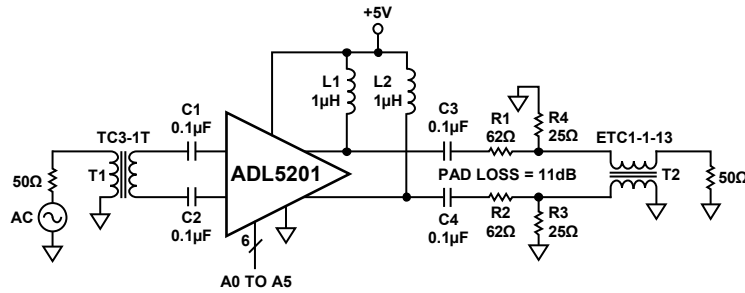 +5V
L1
1µH
L2
1µH
C1
0.1µF
TC3-1T
T1
50Ω
AC
C2
0.1µF
ADL5201
6
A0 TO A5
C3
0.1µF
R1
62Ω
R4
25Ω
ETC1-1-13
T2
50Ω
PAD LOSS = 11dB
C4
0.1µF
R2
62Ω
R3
25Ω